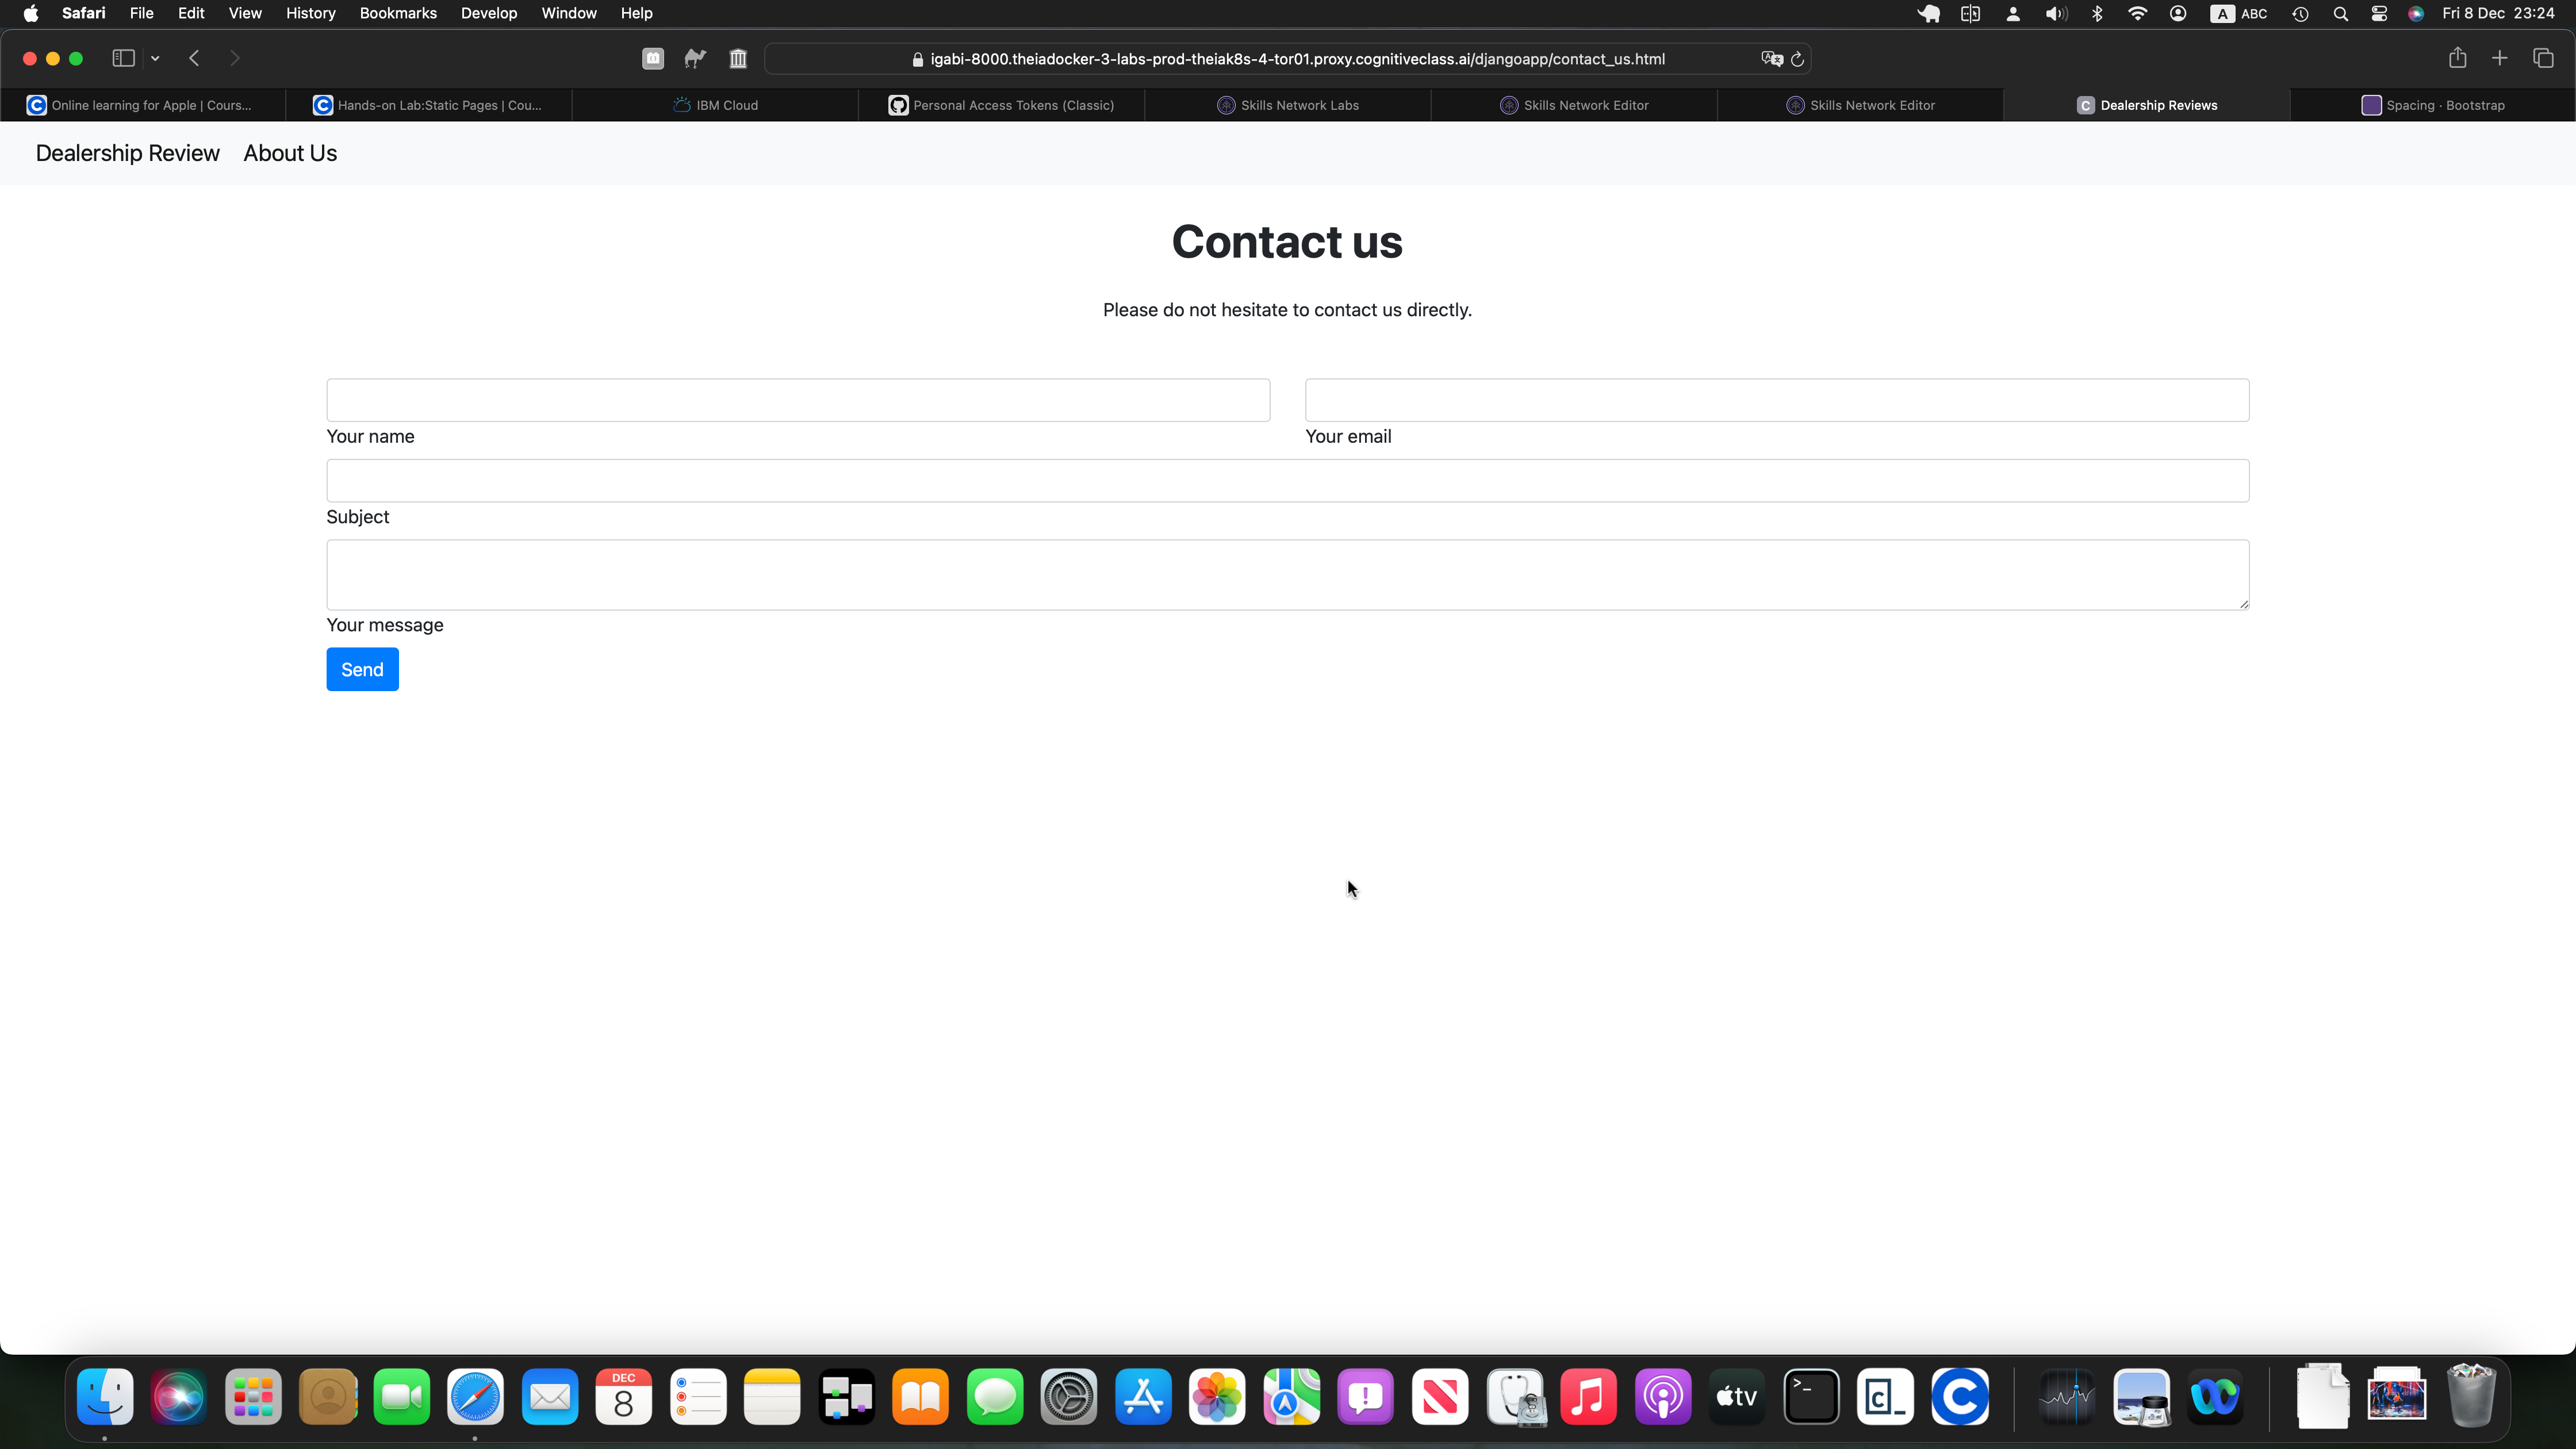 Safari File Edit View History Bookmarks Develop Window Help A ABC Fri 8 Dec 23:24
igabi-8000.theiadocker-3-labs-prod-theiak8s-4-tor01.proxy.cognitiveclass.ai/djangoapp/contact_us.html
Online learning for Apple | Cours... Hands-on Lab:Static Pages | Cou... IBM Cloud Personal Access Tokens (Classic) Skills Network Labs Skills Network Editor Skills Network Editor C Dealership Reviews Spacing · Bootstrap
Dealership Review About Us
Contact us
Please do not hesitate to contact us directly.
Your name Your email
Subject
Your message
Send
DEC
8
tv